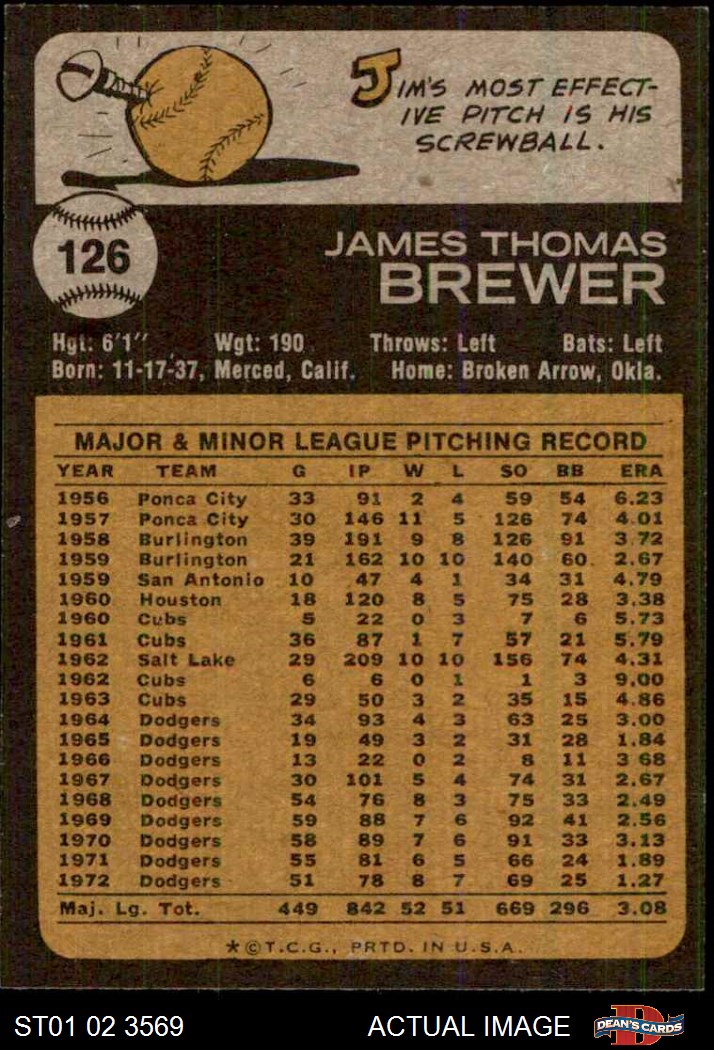 JIM'S MOST EFFECT-
IVE PITCH IS HIS
SCREWBALL.
126
JAMES THOMAS
BREWER
Hgt: 6'1" Wgt: 190 Throws: Left Bats: Left
Born: 11-17-37, Merced, Calif. Home: Broken Arrow, Okla.
MAJOR & MINOR LEAGUE PITCHING RECORD
YEAR TEAM G IP W L SO BB ERA
1956 Ponca City 33 91 2 4 59 54 6.23
1957 Ponca City 30 146 11 5 126 74 4.01
1958 Burlington 39 191 9 8 126 91 3.72
1959 Burlington 21 162 10 10 140 60 2.67
1959 San Antonio 10 47 4 1 34 31 4.79
1960 Houston 18 120 8 5 75 28 3.38
1960 Cubs 5 22 0 3 7 6 5.73
1961 Cubs 36 87 1 7 57 21 5.79
1962 Salt Lake 29 209 10 10 156 74 4.31
1962 Cubs 6 6 0 1 1 3 9.00
1963 Cubs 29 50 3 2 35 15 4.86
1964 Dodgers 34 93 4 3 63 25 3.00
1965 Dodgers 19 49 3 2 31 28 1.84
1966 Dodgers 13 22 0 2 8 11 3 68
1967 Dodgers 30 101 5 4 74 31 2.67
1968 Dodgers 54 76 8 3 75 33 2.49
1969 Dodgers 59 88 7 6 92 41 2.56
1970 Dodgers 58 89 7 6 91 33 3.13
1971 Dodgers 55 81 6 5 66 24 1.89
1972 Dodgers 51 78 8 7 69 25 1.27
Maj. Lg. Tot. 449 842 52 51 669 296 3.08
*©T.C.G., PRTD. IN U.S.A.
ST01 02 3569 ACTUAL IMAGE DEAN'S CARDS